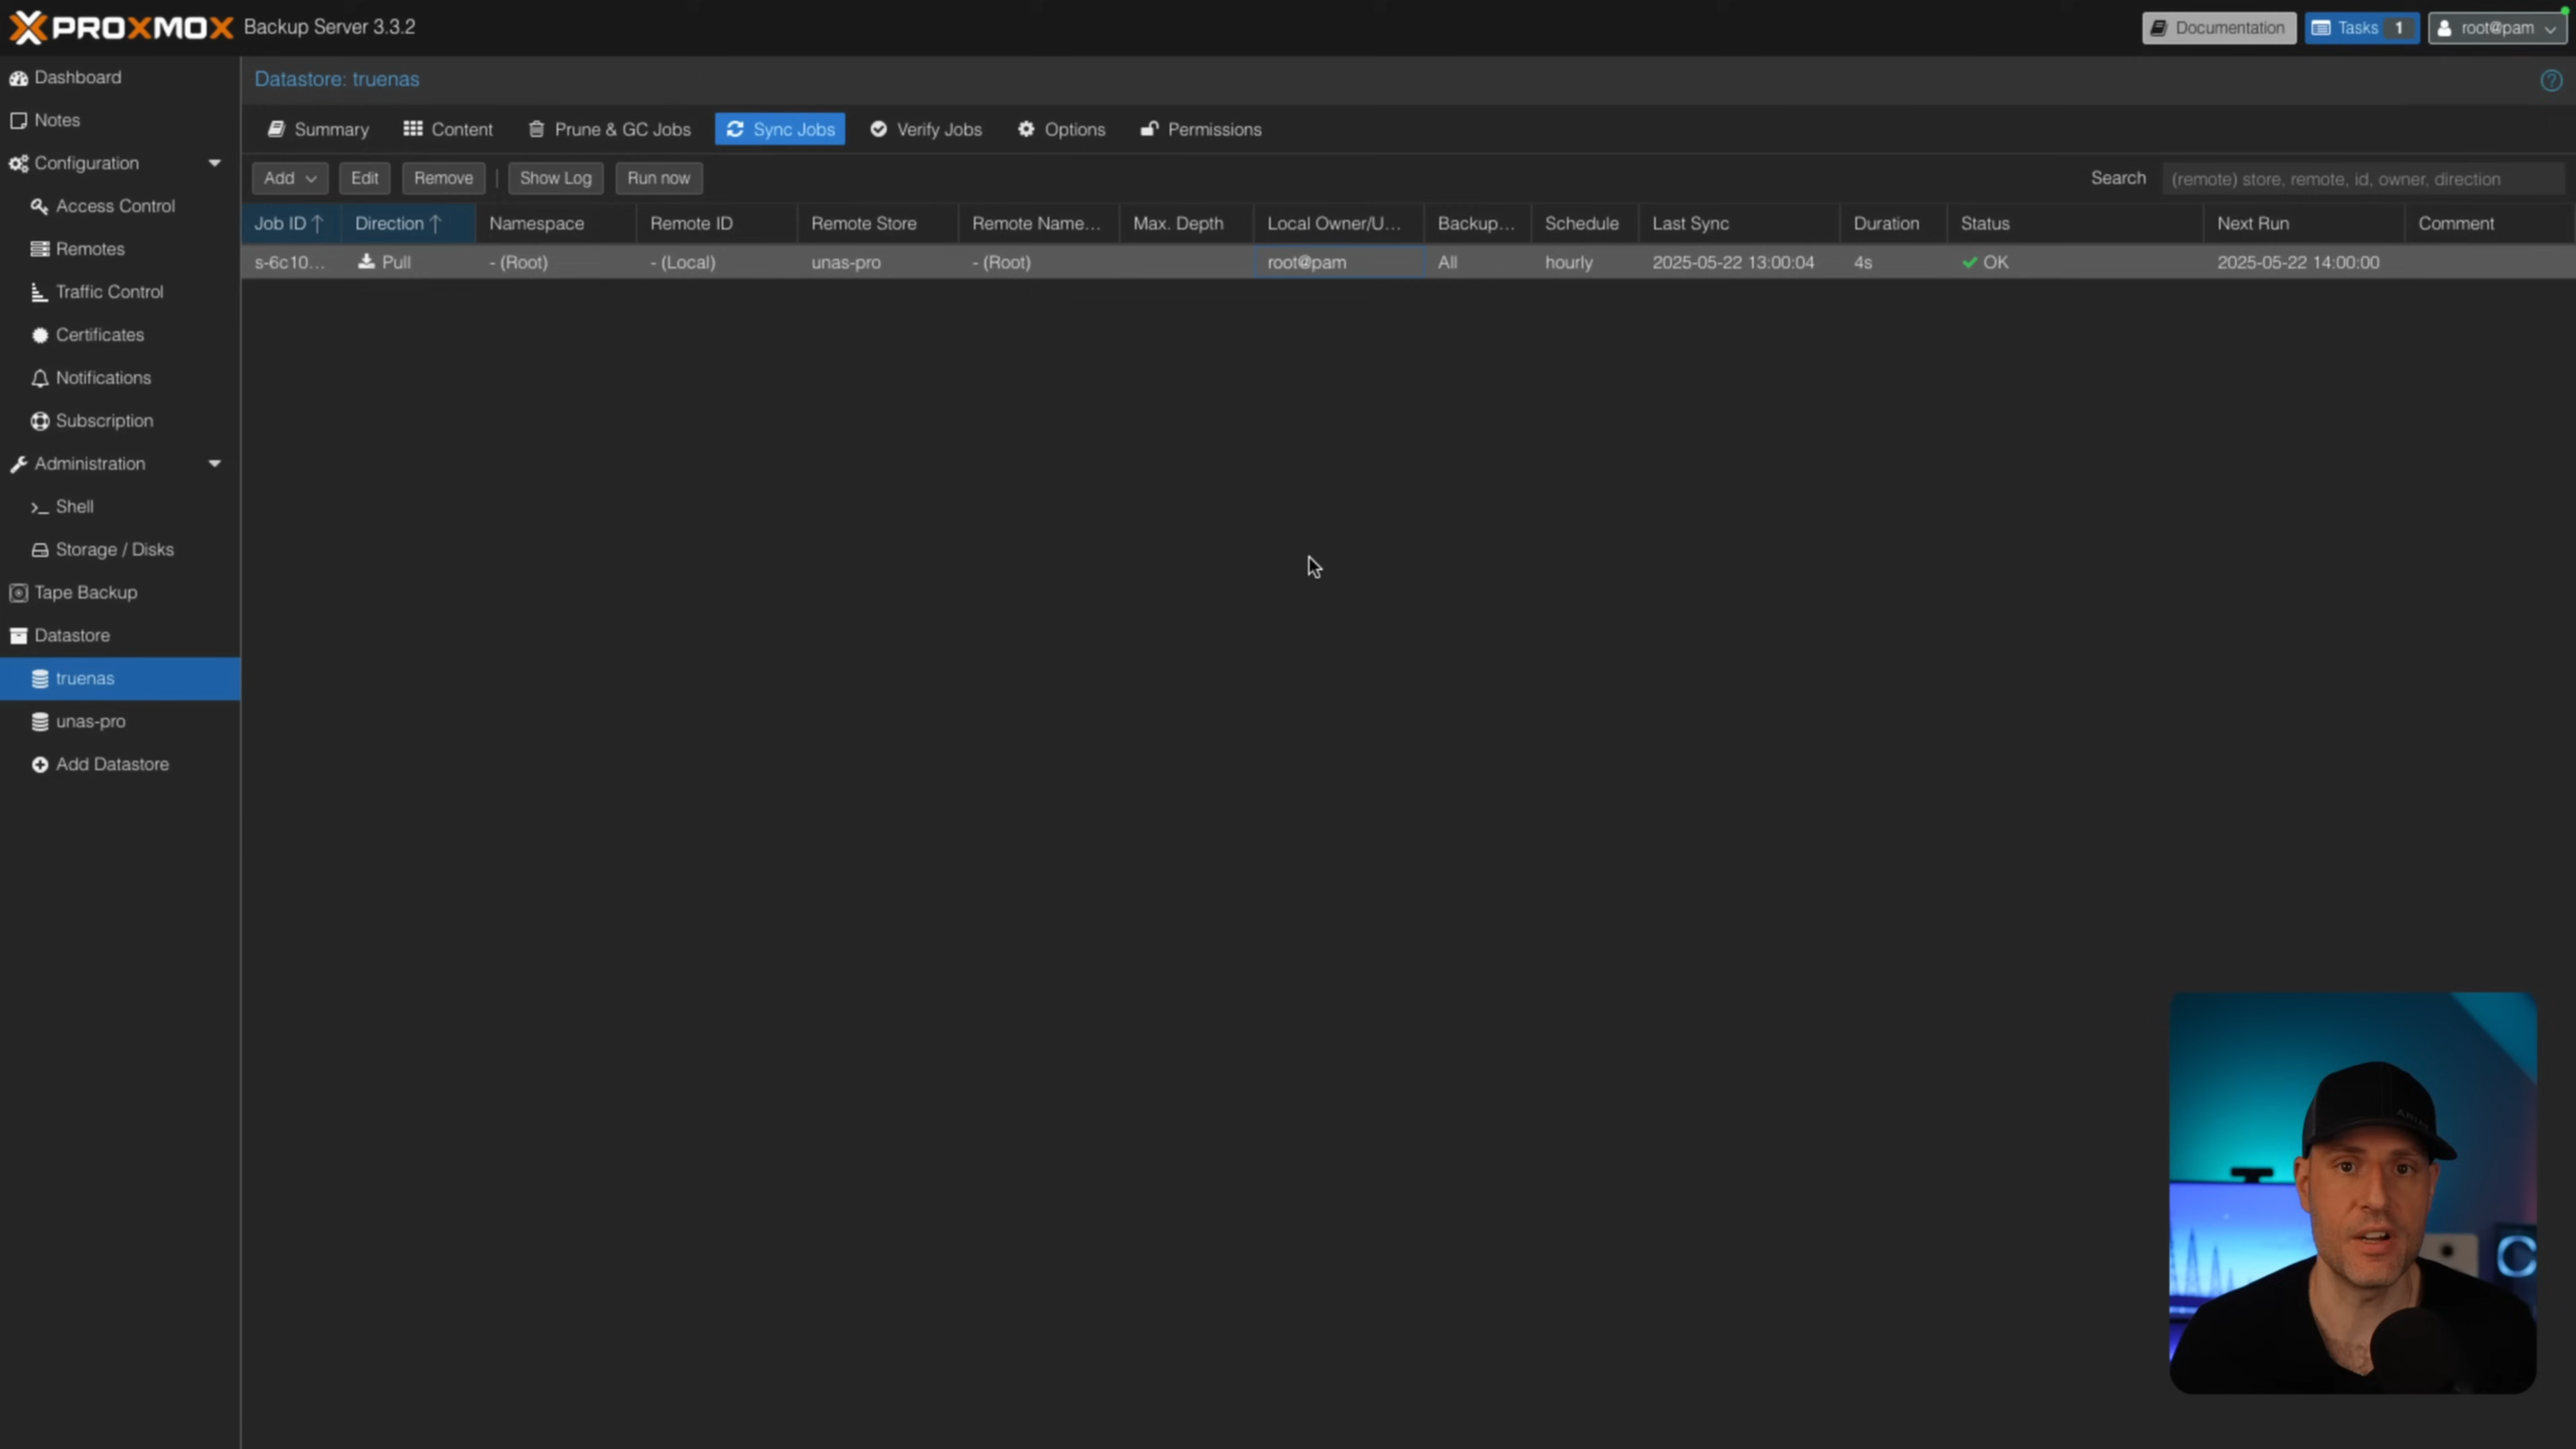 PROXMOX Backup Server 3.3.2
Documentation
Tasks 1
root@pam
Dashboard
Notes
Configuration
Access Control
Remotes
Traffic Control
Certificates
Notifications
Subscription
Administration
Shell
Storage / Disks
Tape Backup
Datastore
truenas
unas-pro
Add Datastore
Datastore: truenas
Summary Content Prune & GC Jobs Sync Jobs Verify Jobs Options Permissions
Add Edit Remove Show Log Run now
Search (remote) store, remote, id, owner, direction
Job ID Direction Namespace Remote ID Remote Store Remote Name... Max. Depth Local Owner/U... Backup... Schedule Last Sync Duration Status Next Run Comment
s-6c10... Pull - (Root) - (Local) unas-pro - (Root) root@pam All hourly 2025-05-22 13:00:04 4s OK 2025-05-22 14:00:00